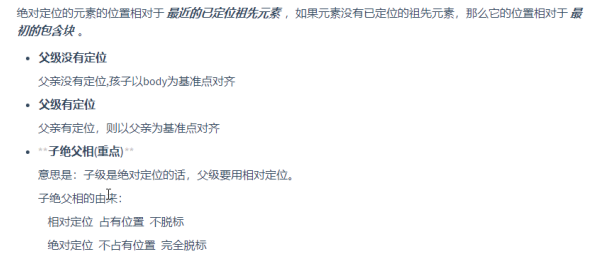 绝对定位的元素的位置相对于 最近的已定位祖先元素 ，如果元素没有已定位的祖先元素，那么它的位置相对于 最
初的包含块 。
• 父级没有定位
父亲没有定位,孩子以body为基准点对齐
• 父级有定位
父亲有定位，则以父亲为基准点对齐
• **子绝父相(重点)**
意思是：子级是绝对定位的话，父级要用相对定位。
子绝父相的由来：
相对定位 占有位置 不脱标
绝对定位 不占有位置 完全脱标